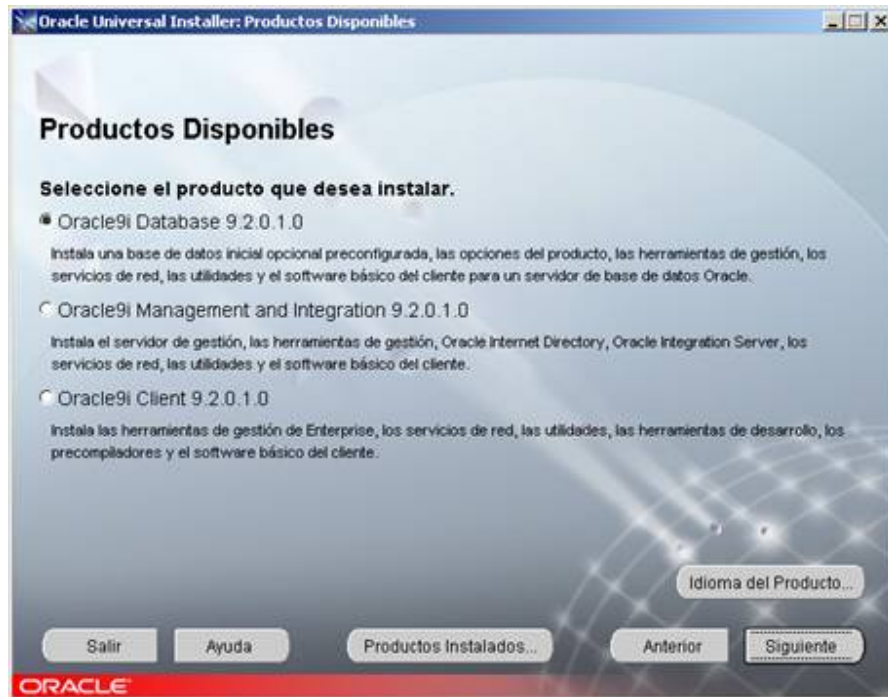 Oracle Universal Installer: Productos Disponibles
Productos Disponibles
Seleccione el producto que desea instalar.
Oracle9i Database 9.2.0.1.0
Instala una base de datos inicial opcional preconfigurada, las opciones del producto, las herramientas de gestión, los
servicios de red, las utilidades y el software básico del cliente para un servidor de base de datos Oracle.
Oracle9i Management and Integration 9.2.0.1.0
Instala el servidor de gestión, las herramientas de gestión, Oracle Internet Directory, Oracle Integration Server, los
servicios de red, las utilidades y el software básico del cliente.
Oracle9i Client 9.2.0.1.0
Instala las herramientas de gestión de Enterprise, los servicios de red, las utilidades, las herramientas de desarrollo, los
precompiladores y el software básico del cliente.
Idioma del Producto...
Salir Ayuda Productos Instalados... Anterior Siguiente
ORACLE